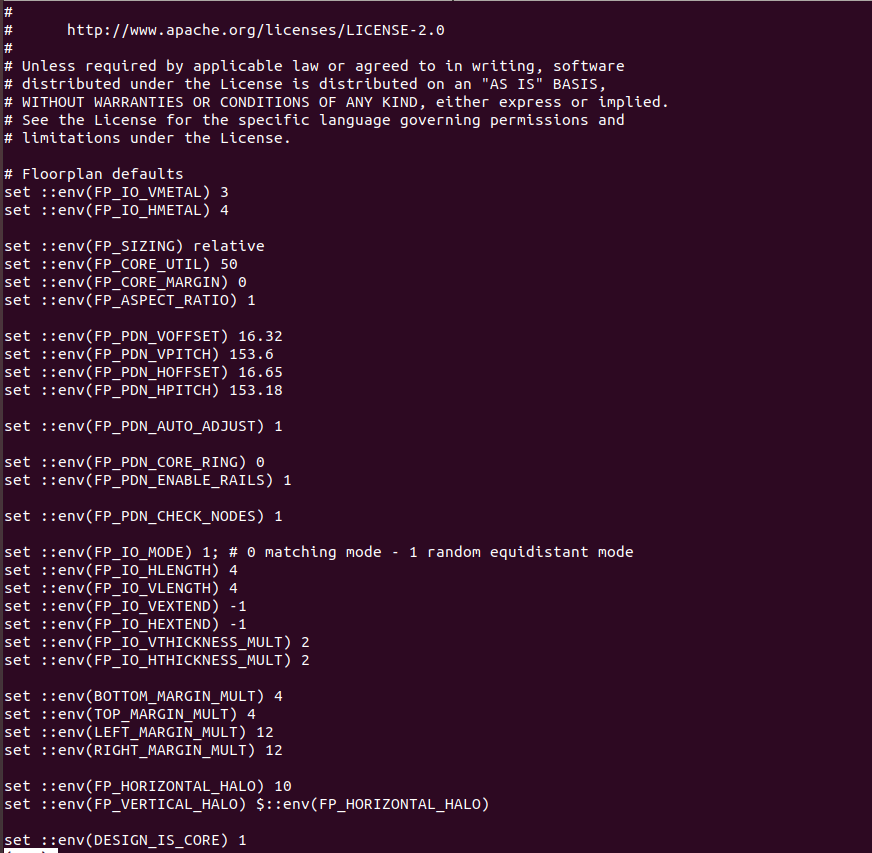 #
#      http://www.apache.org/licenses/LICENSE-2.0
#
# Unless required by applicable law or agreed to in writing, software
# distributed under the License is distributed on an "AS IS" BASIS,
# WITHOUT WARRANTIES OR CONDITIONS OF ANY KIND, either express or implied.
# See the License for the specific language governing permissions and
# limitations under the License.

# Floorplan defaults
set ::env(FP_IO_VMETAL) 3
set ::env(FP_IO_HMETAL) 4

set ::env(FP_SIZING) relative
set ::env(FP_CORE_UTIL) 50
set ::env(FP_CORE_MARGIN) 0
set ::env(FP_ASPECT_RATIO) 1

set ::env(FP_PDN_VOFFSET) 16.32
set ::env(FP_PDN_VPITCH) 153.6
set ::env(FP_PDN_HOFFSET) 16.65
set ::env(FP_PDN_HPITCH) 153.18

set ::env(FP_PDN_AUTO_ADJUST) 1

set ::env(FP_PDN_CORE_RING) 0
set ::env(FP_PDN_ENABLE_RAILS) 1

set ::env(FP_PDN_CHECK_NODES) 1

set ::env(FP_IO_MODE) 1; # 0 matching mode - 1 random equidistant mode
set ::env(FP_IO_HLENGTH) 4
set ::env(FP_IO_VLENGTH) 4
set ::env(FP_IO_VEXTEND) -1
set ::env(FP_IO_HEXTEND) -1
set ::env(FP_IO_VTHICKNESS_MULT) 2
set ::env(FP_IO_HTHICKNESS_MULT) 2

set ::env(BOTTOM_MARGIN_MULT) 4
set ::env(TOP_MARGIN_MULT) 4
set ::env(LEFT_MARGIN_MULT) 12
set ::env(RIGHT_MARGIN_MULT) 12

set ::env(FP_HORIZONTAL_HALO) 10
set ::env(FP_VERTICAL_HALO) $::env(FP_HORIZONTAL_HALO)

set ::env(DESIGN_IS_CORE) 1